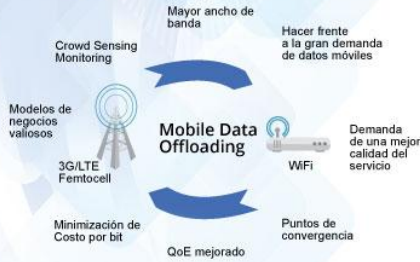 Mayor ancho de
banda
Crowd Sensing
Monitoring
Hacer frente
a la gran demanda
de datos móviles
Modelos de
negocios
valiosos
Mobile Data
Offloading
3G/LTE
Femtocell
WiFi
Demanda
de una mejor
calidad del
servicio
Minimización de
Costo por bit
QoE mejorado
Puntos de
convergencia